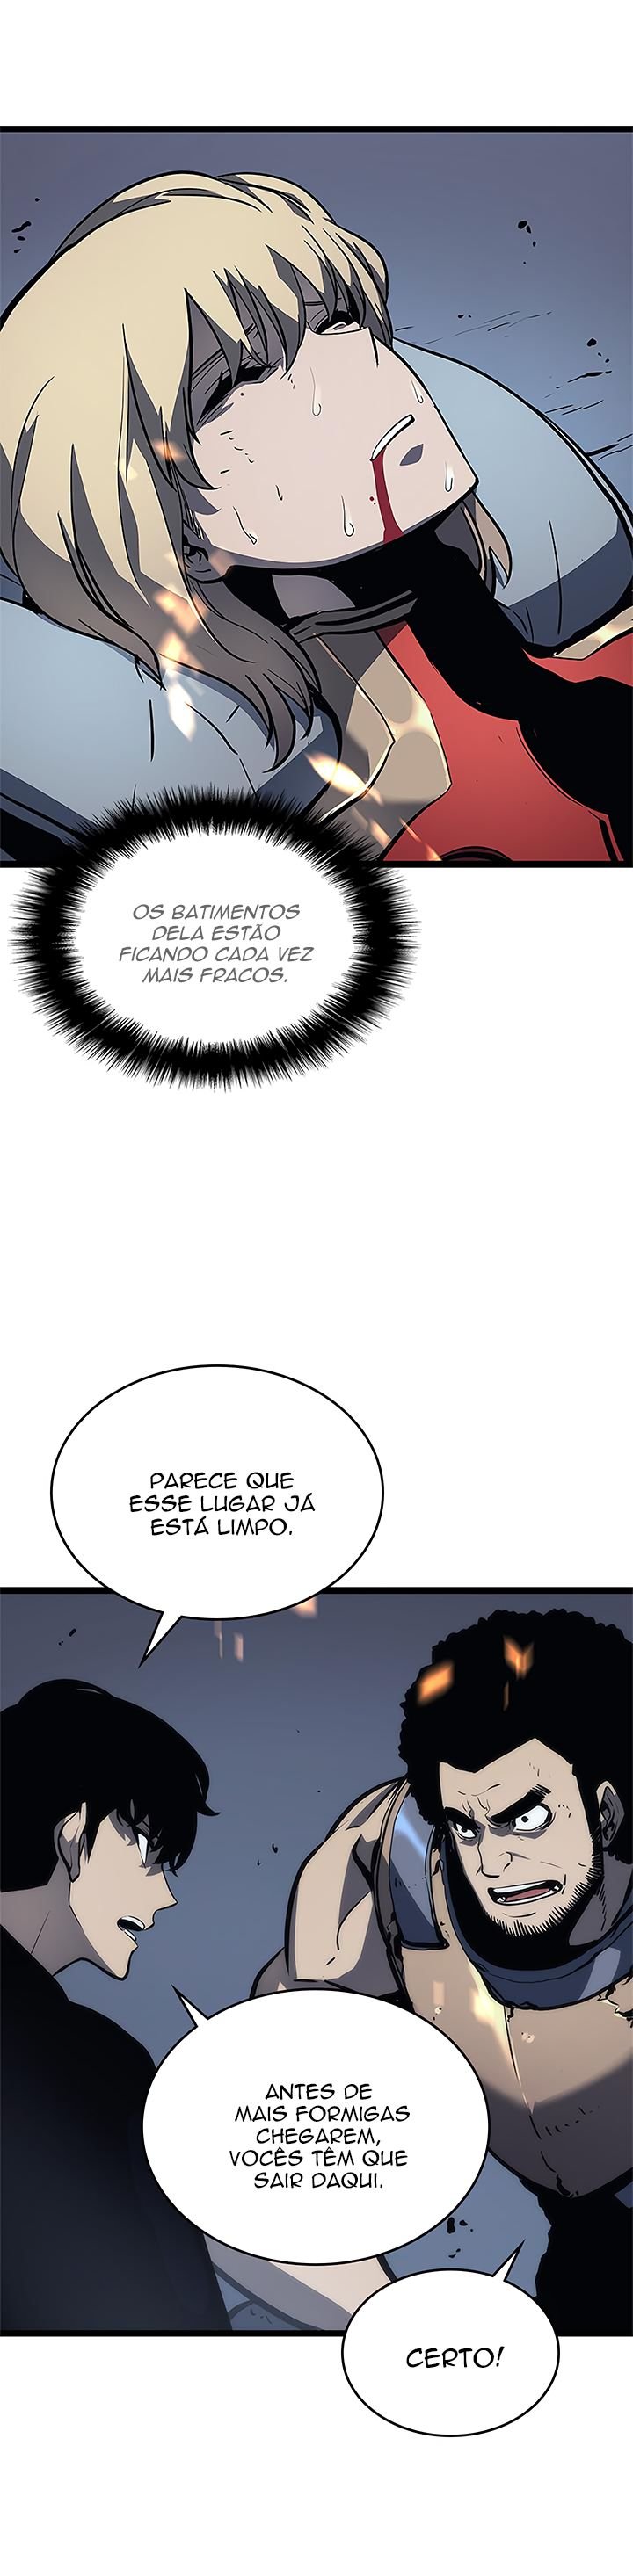 OS BATIMENTOS
DELA ESTÃO
FICANDO CADA VEZ
MAIS FRACOS.
PARECE QUE
ESSE LUGAR JÁ
ESTÁ LIMPO.
ANTES DE
MAIS FORMIGAS
CHEGAREM,
VOCÊS TÊM QUE
SAIR DAQUI.
CERTO!